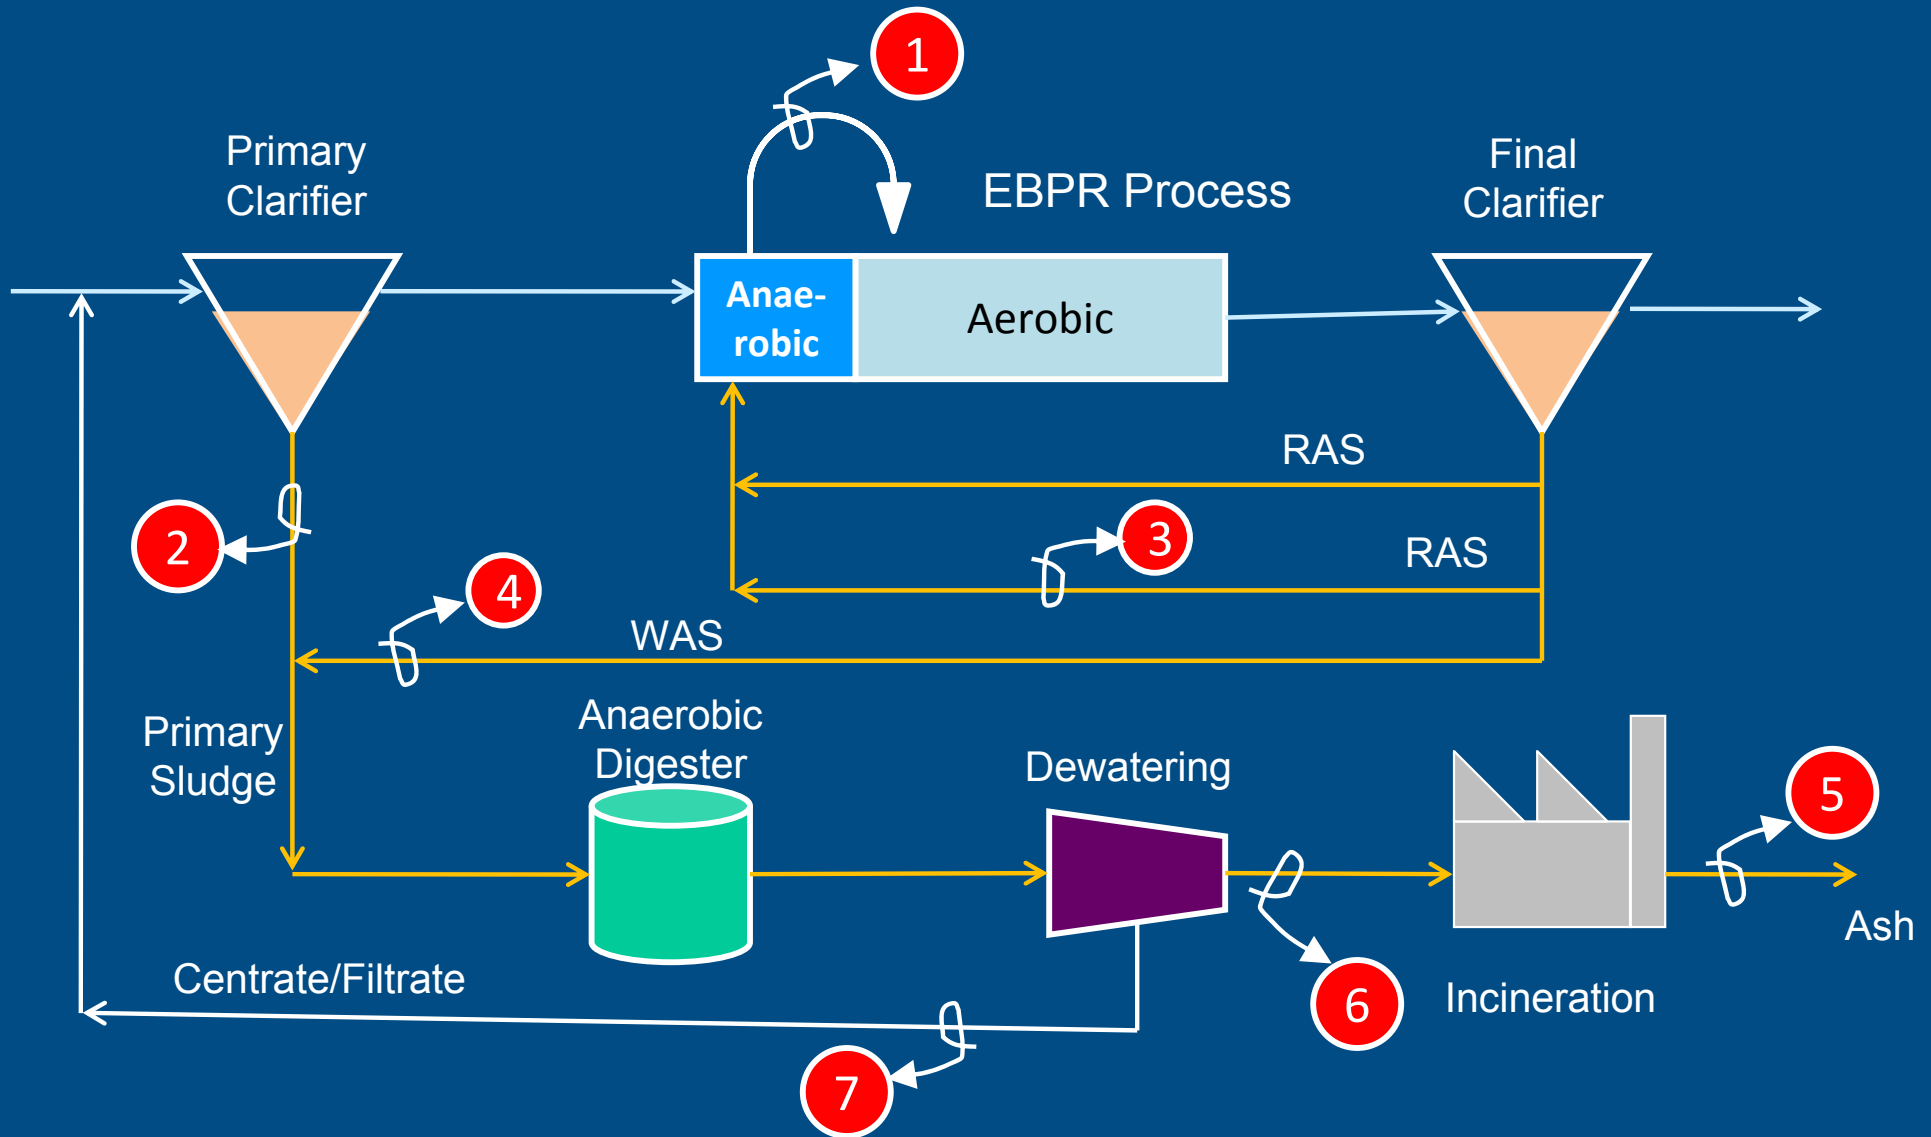 1
Primary
Clarifier
EBPR Process
Final
Clarifier
Anae-
robic
Aerobic
RAS
2
3
RAS
4
WAS
Primary
Sludge
Anaerobic
Digester
Dewatering
5
Ash
Centrate/Filtrate
6
Incineration
7